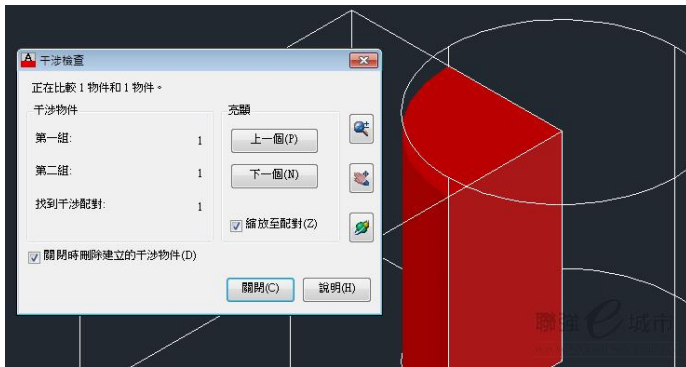 干涉檢查
正在比較 1 物件和 1 物件。
干涉物件
第一組: 1
第二組: 1
找到干涉配對: 1
亮顯
上一個(P)
下一個(N)
縮放至配對(Z)
關閉時刪除建立的干涉物件(D)
關閉(C) 說明(H)
聯強e城市